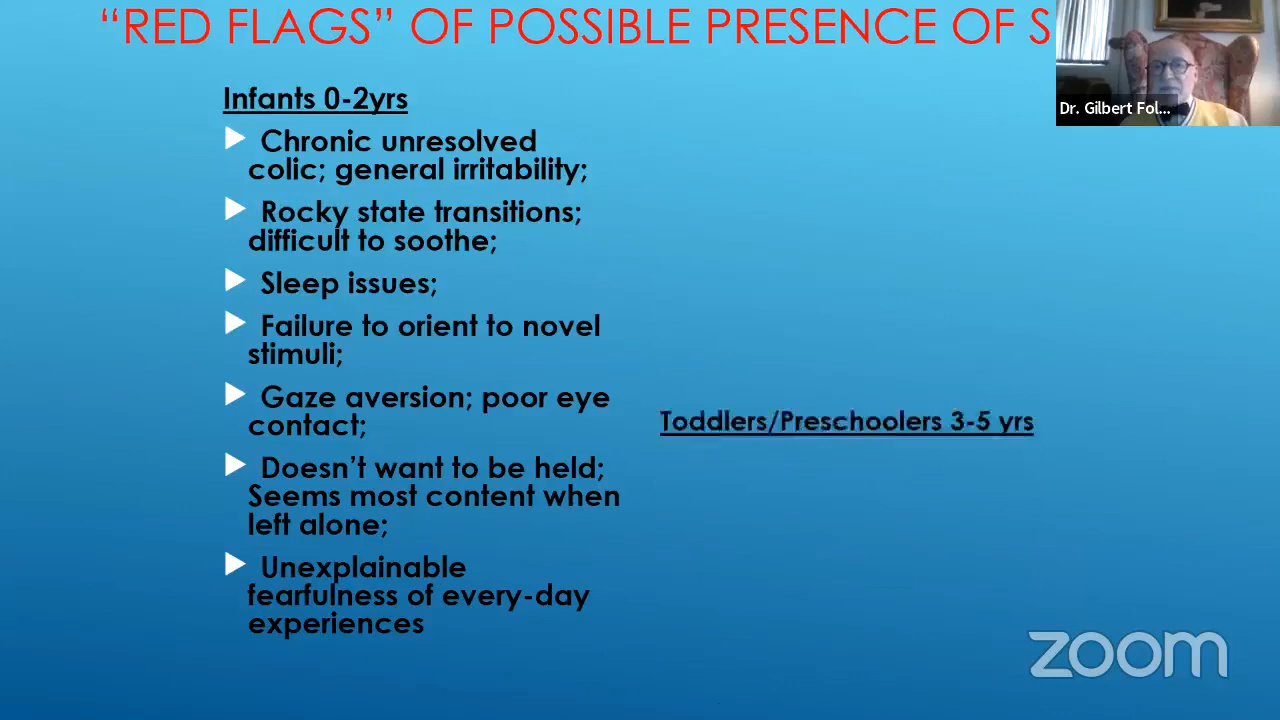 “RED FLAGS” OF POSSIBLE PRESENCE OF S
Dr. Gilbert Fol...
Infants 0-2yrs
Chronic unresolved
colic; general irritability;
Rocky state transitions;
difficult to soothe;
Sleep issues;
Failure to orient to novel
stimuli;
Gaze aversion; poor eye
contact;
Doesn’t want to be held;
Seems most content when
left alone;
Unexplainable
fearfulness of every-day
experiences
Toddlers/Preschoolers 3-5 yrs
zoom